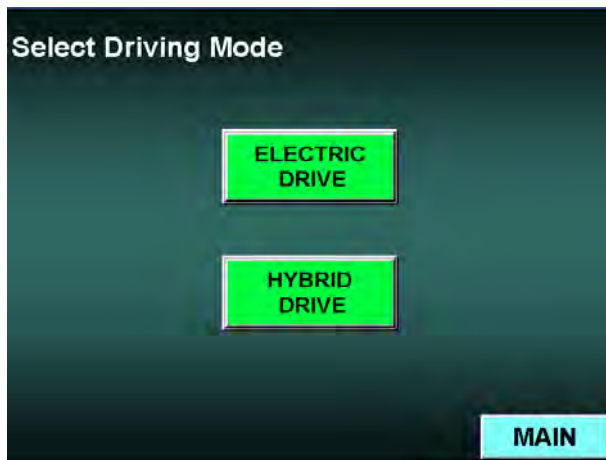 Select Driving Mode
ELECTRIC
DRIVE
HYBRID
DRIVE
MAIN